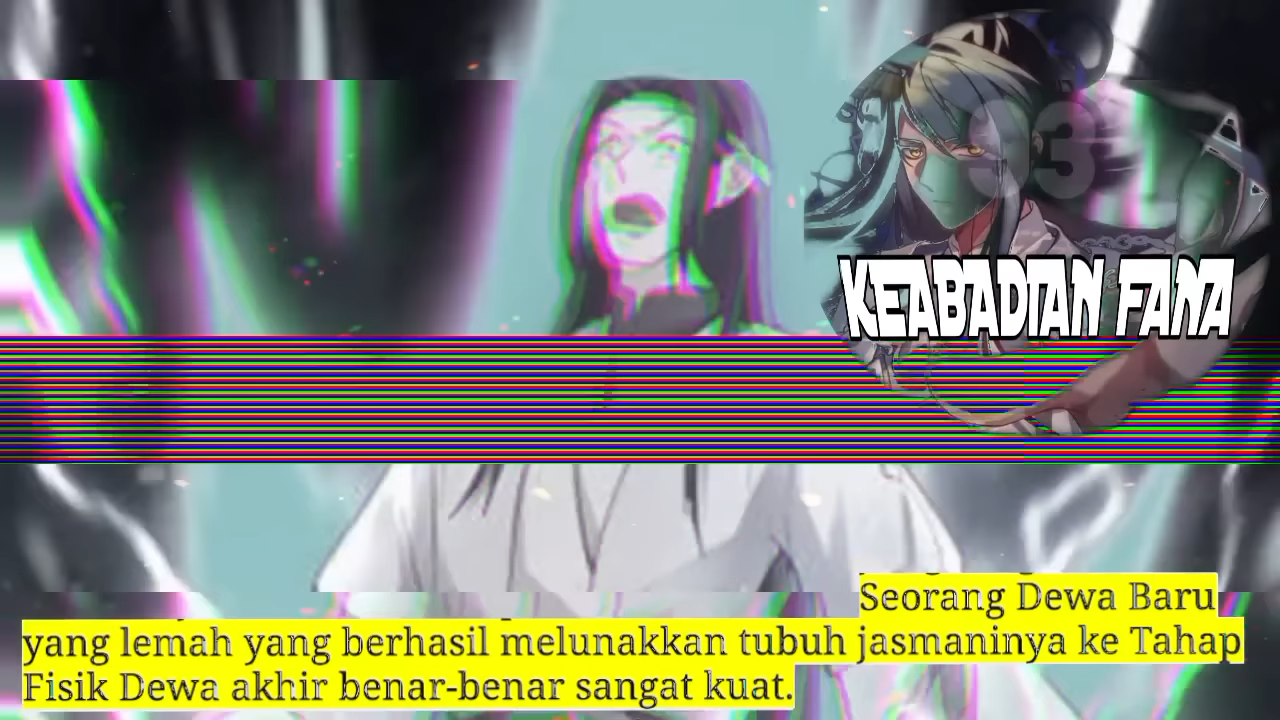 KEABADIAN FANA
Seorang Dewa Baru
yang lemah yang berhasil melunakkan tubuh jasmaninya ke Tahap
Fisik Dewa akhir benar-benar sangat kuat.